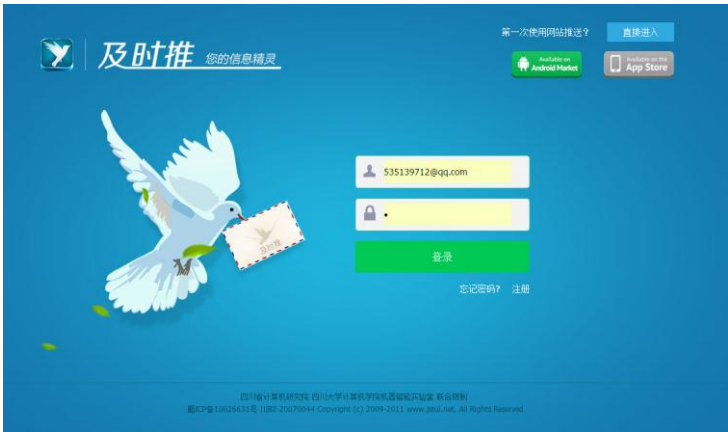 第一次使用网站推送? 直接进入
及时推 您的信息精灵
Available on
Android Market
Available on the
App Store
535139712@qq.com
•
及时推
登录
忘记密码? 注册
四川省计算机研究院 四川大学计算机学院机器智能实验室 联合研制
Copyright (c) 2009-2011 www.jstui.net, All Rights Reserved